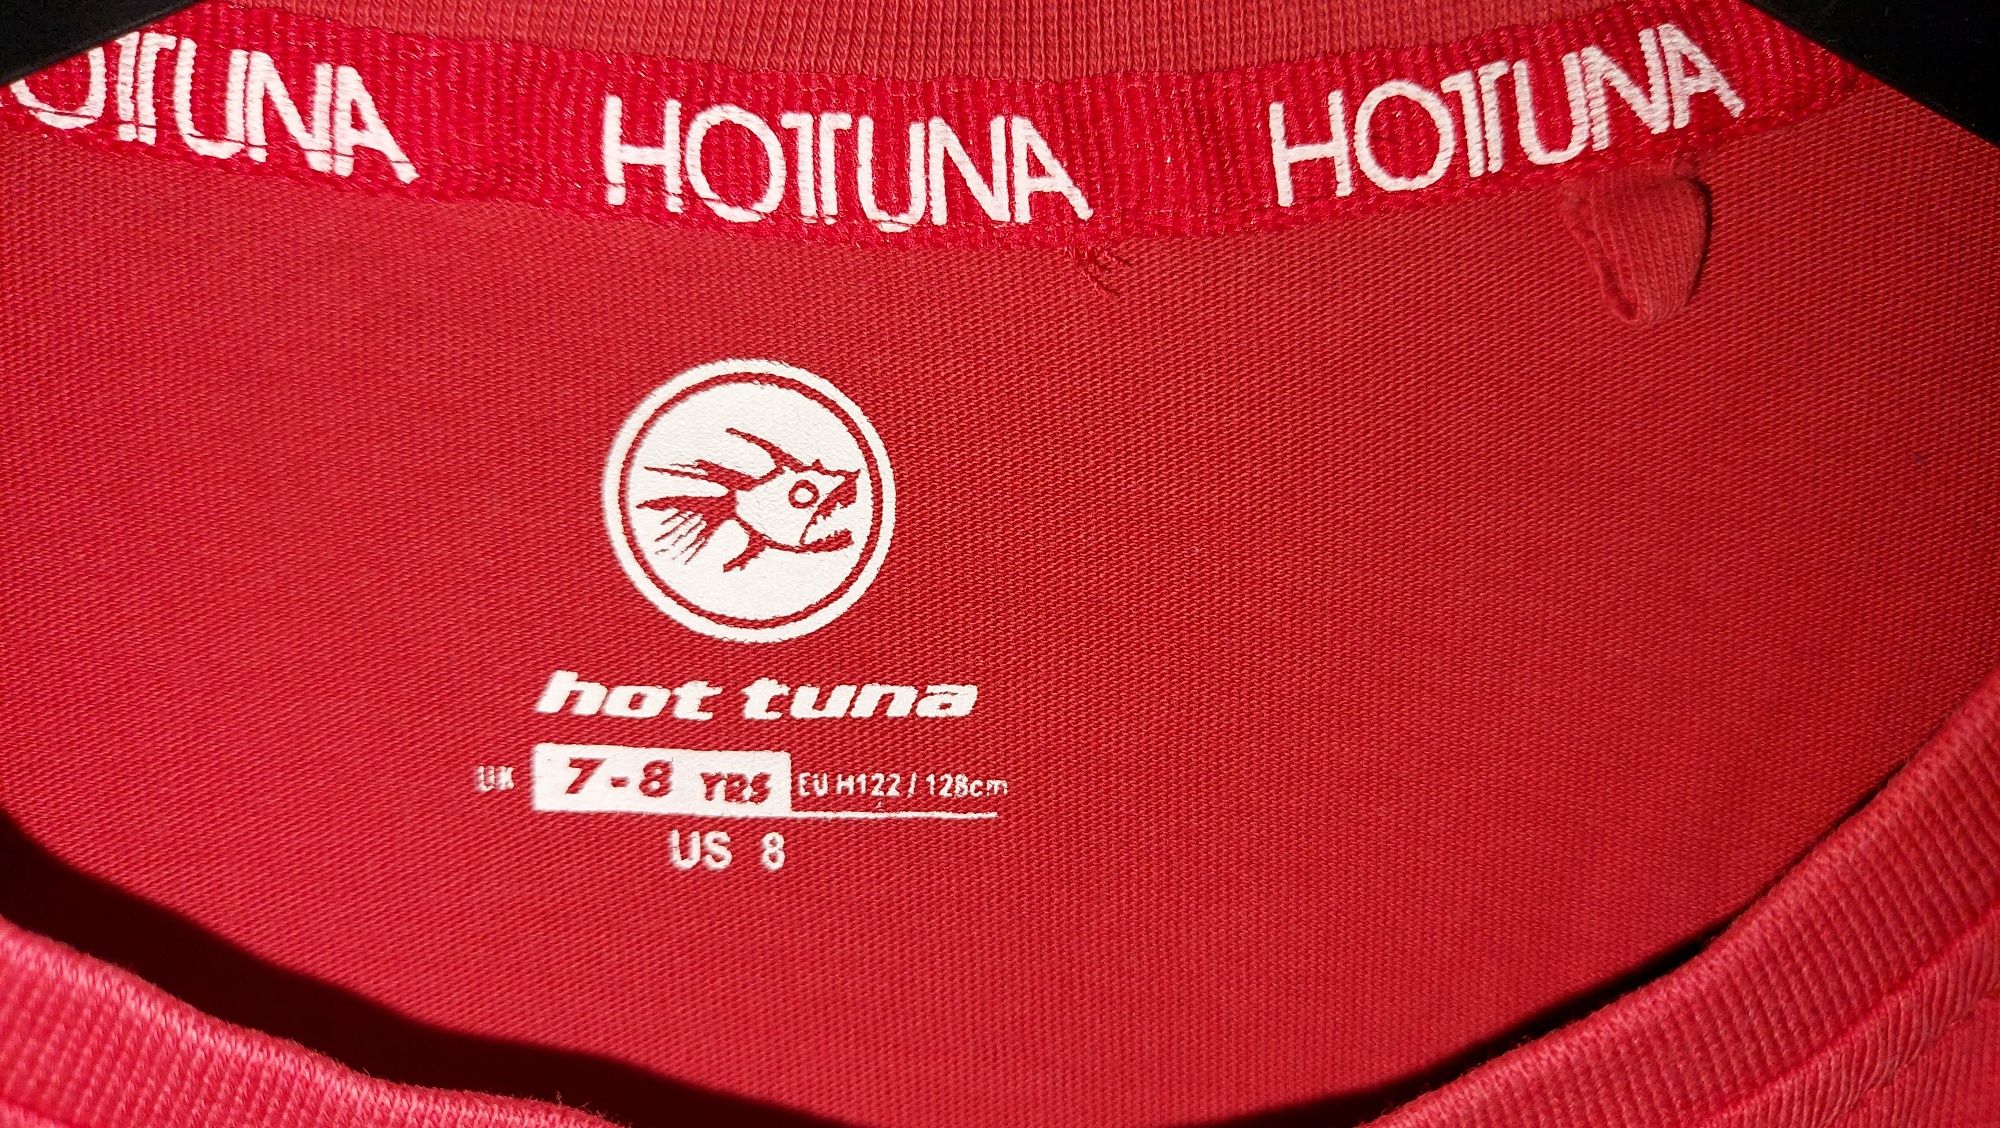 HOTTUNA HOTTUNA HOTTUNA
hot tuna
UK 7-8 YRS EU H122 / 128cm
US 8